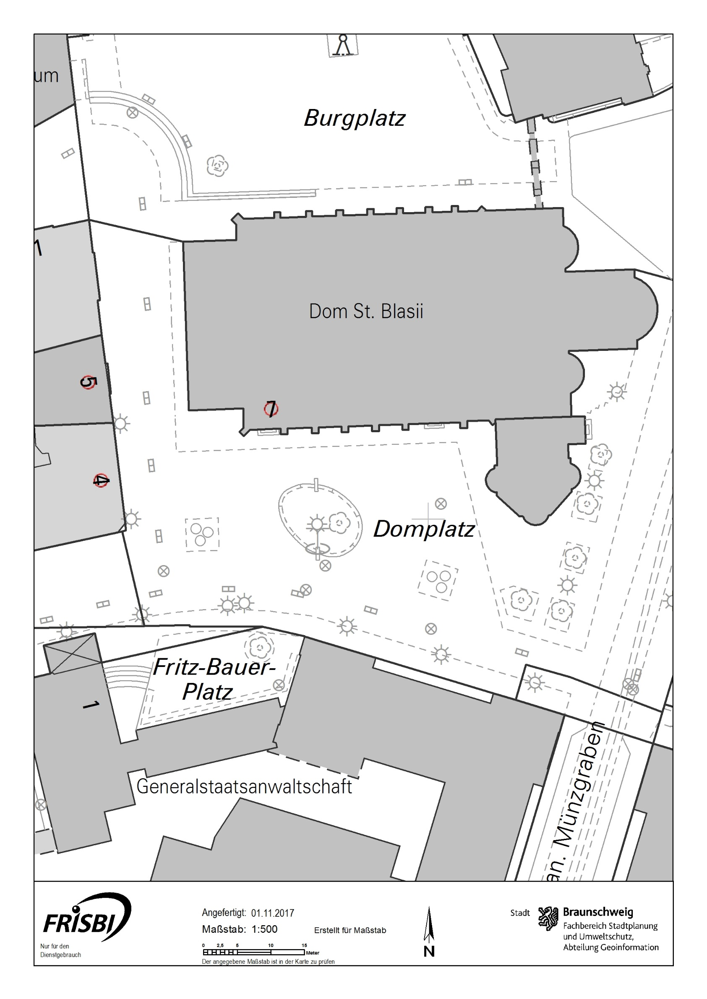 um
Burgplatz
1
Dom St. Blasii
5
7
4
Domplatz
Fritz-Bauer-
Platz
1
Generalstaatsanwaltschaft
an. Münzgraben
FRISBI
Nur für den
Dienstgebrauch
Angefertigt: 01.11.2017
Maßstab: 1:500
Erstellt für Maßstab
0 2,5 5 10 15
Meter
Der angegebene Maßstab ist in der Karte zu prüfen
N
Stadt Braunschweig
Fachbereich Stadtplanung
und Umweltschutz,
Abteilung Geoinformation